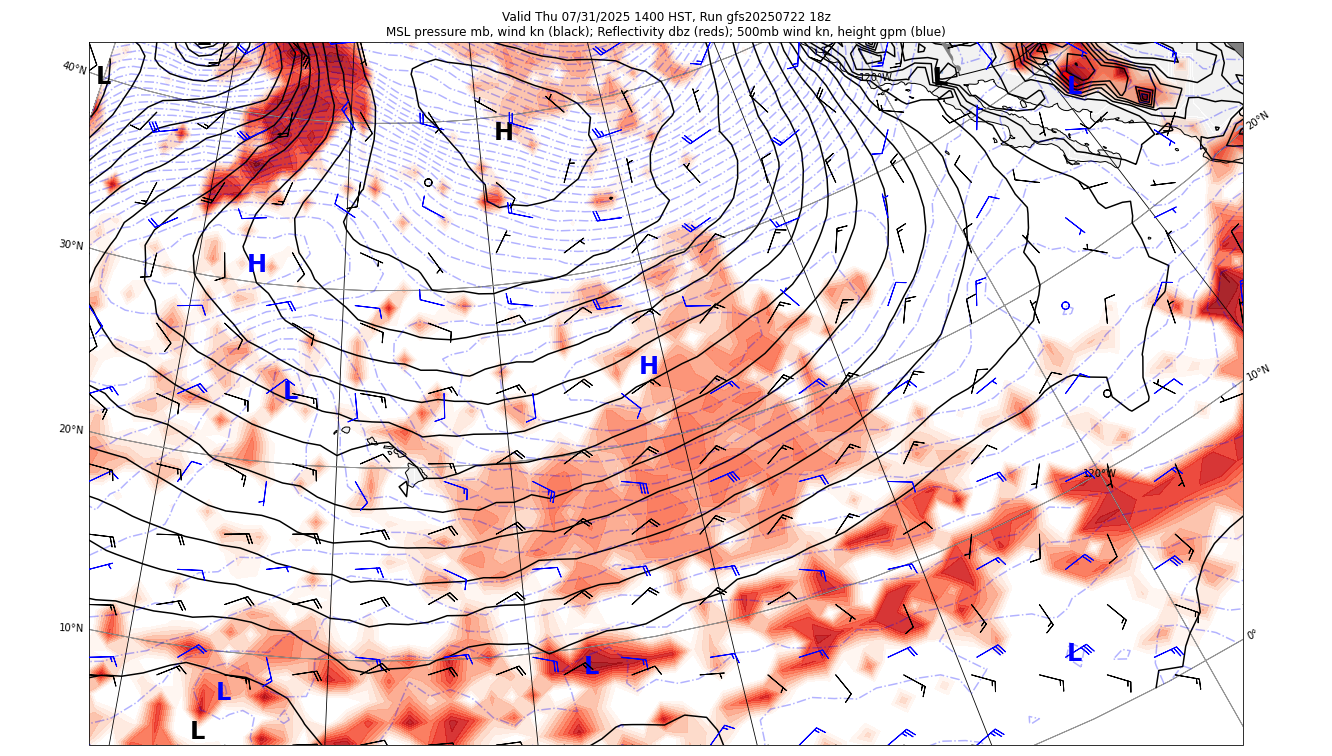 Valid Thu 07/31/2025 1400 HST, Run gfs20250722 18z
MSL pressure mb, wind kn (black); Reflectivity dbz (reds); 500mb wind kn, height gpm (blue)
40°N
L
H
120°W
L
L
20°N
30°N
H
H
L
10°N
20°N
120°W
10°N
0°
L
L
L
L